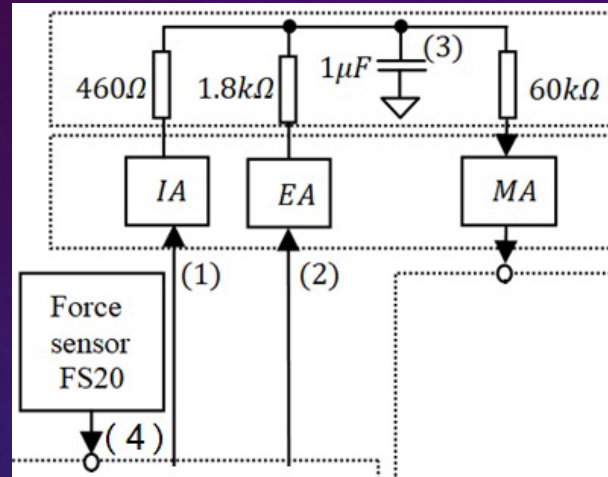 460Ω
1.8kΩ
1μF
(3)
60kΩ
IA
EA
MA
(1)
(2)
Force
sensor
FS20
(4)